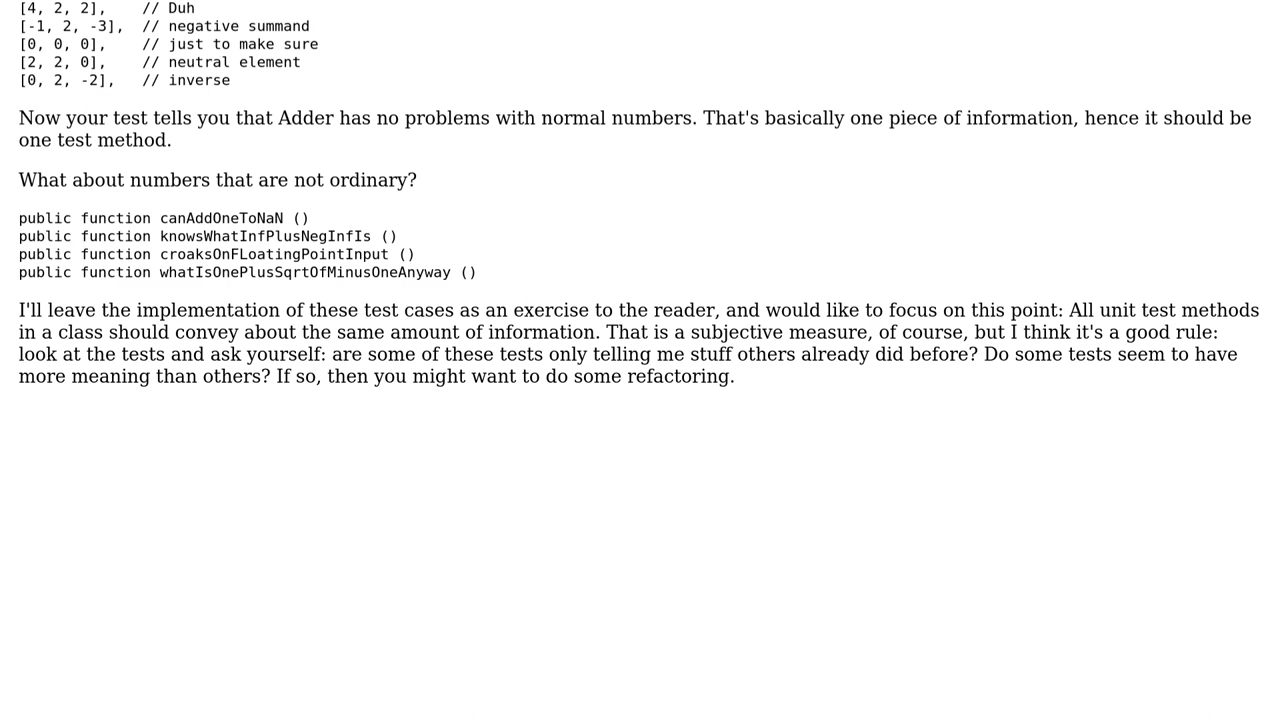 [4, 2, 2],    // Duh
[-1, 2, -3],  // negative summand
[0, 0, 0],    // just to make sure
[2, 2, 0],    // neutral element
[0, 2, -2],   // inverse
Now your test tells you that Adder has no problems with normal numbers. That's basically one piece of information, hence it should be
one test method.
What about numbers that are not ordinary?
public function canAddOneToNaN ()
public function knowsWhatInfPlusNegInfIs ()
public function croaksOnFLoatingPointInput ()
public function whatIsOnePlusSqrtOfMinusOneAnyway ()
I'll leave the implementation of these test cases as an exercise to the reader, and would like to focus on this point: All unit test methods
in a class should convey about the same amount of information. That is a subjective measure, of course, but I think it's a good rule:
look at the tests and ask yourself: are some of these tests only telling me stuff others already did before? Do some tests seem to have
more meaning than others? If so, then you might want to do some refactoring.